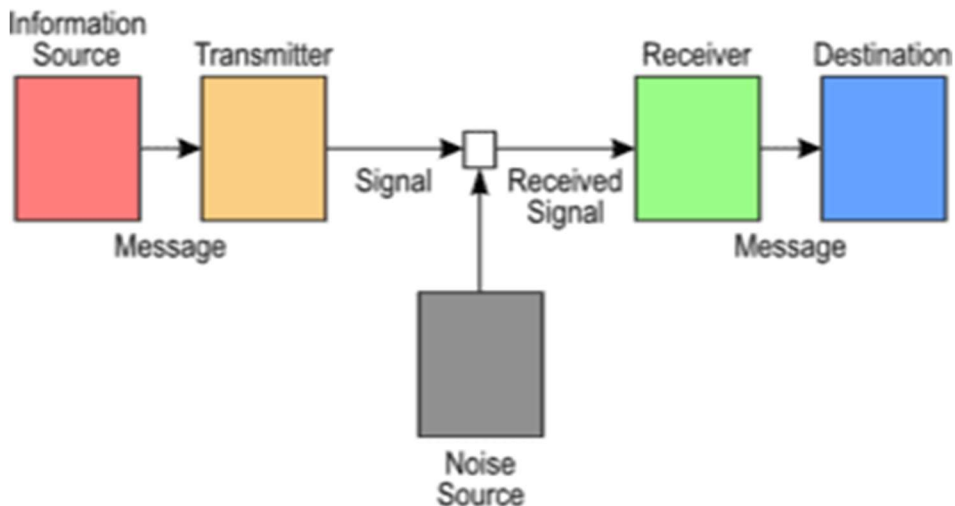 Information
Source
Transmitter
Receiver
Destination
Signal
Received
Signal
Message
Message
Noise
Source